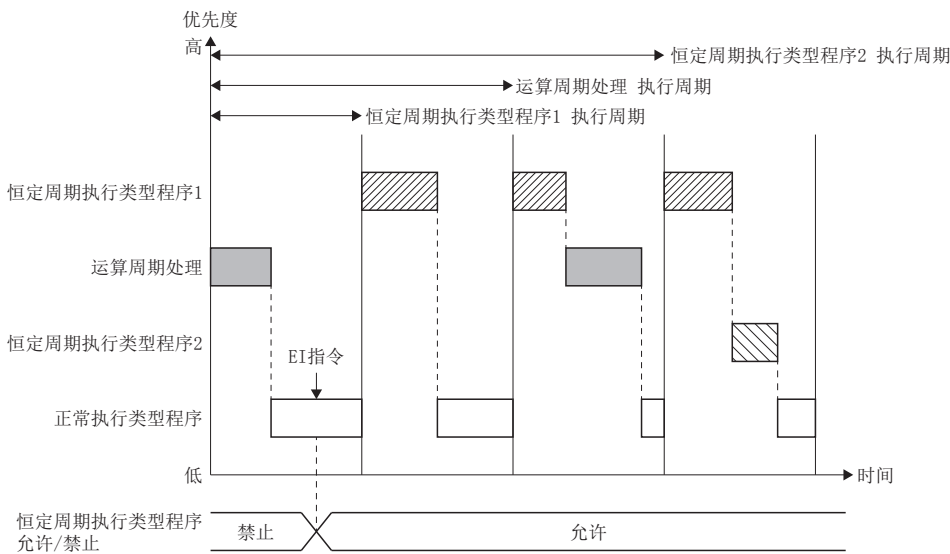 优先度
高
恒定周期执行类型程序2 执行周期
运算周期处理 执行周期
恒定周期执行类型程序1 执行周期
恒定周期执行类型程序1
运算周期处理
恒定周期执行类型程序2
EI指令
正常执行类型程序
低
时间
恒定周期执行类型程序
允许/禁止
禁止
允许